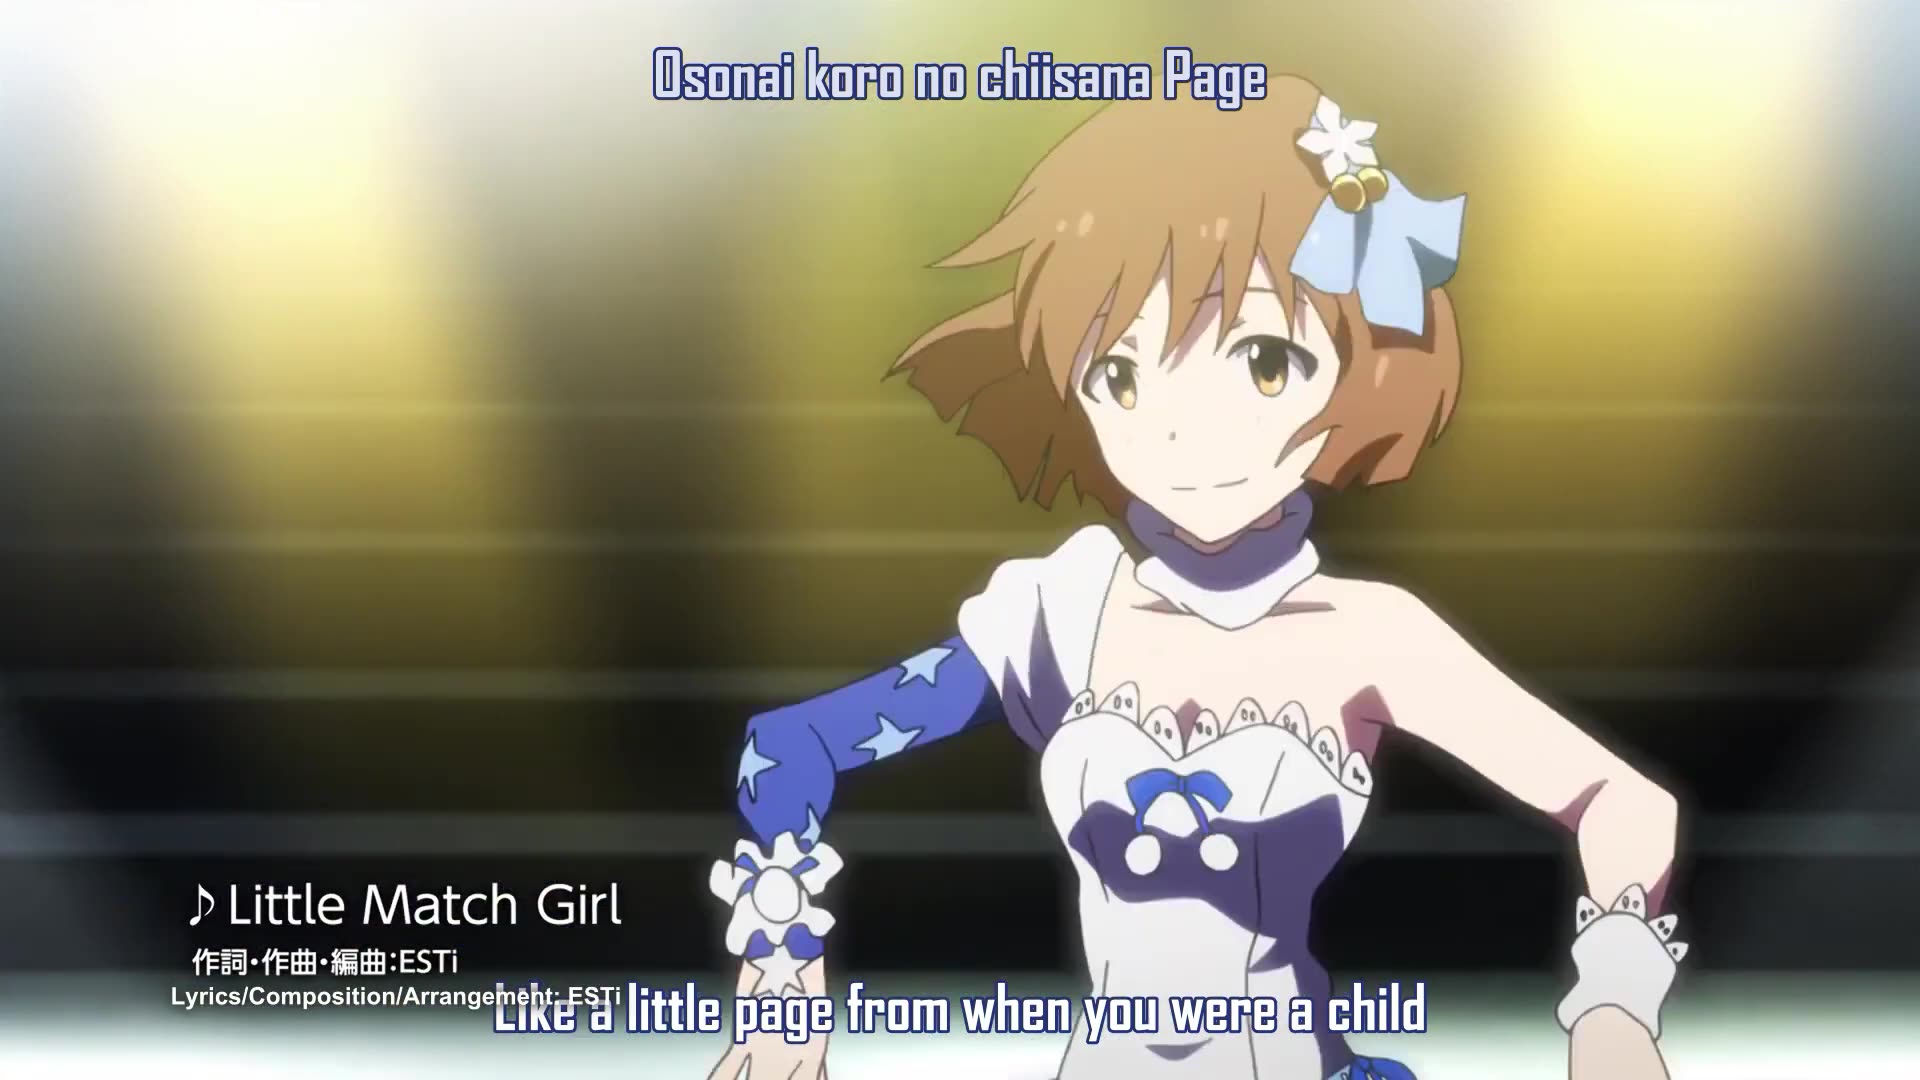 Osonai koro no chiisana Page
♪Little Match Girl
作詞・作曲・編曲:ESTi
Lyrics/Composition/Arrangement: ESTi
Like a little page from when you were a child